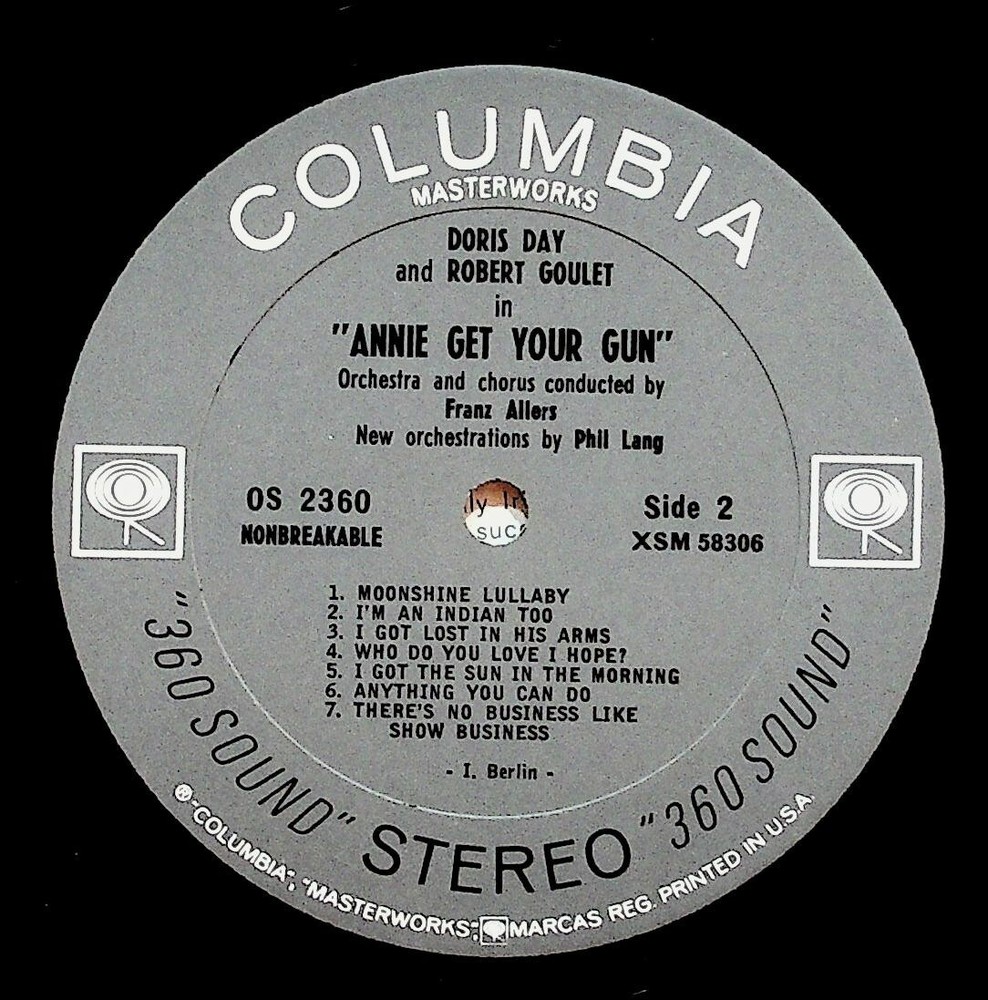 COLUMBIA
MASTERWORKS
DORIS DAY
and ROBERT GOULET
in
"ANNIE GET YOUR GUN"
Orchestra and chorus conducted by
Franz Allers
New orchestrations by Phil Lang
OS 2360
NONBREAKABLE
Side 2
XSM 58306
1. MOONSHINE LULLABY
2. I'M AN INDIAN TOO
3. I GOT LOST IN HIS ARMS
4. WHO DO YOU LOVE I HOPE?
5. I GOT THE SUN IN THE MORNING
6. ANYTHING YOU CAN DO
7. THERE'S NO BUSINESS LIKE
SHOW BUSINESS
- I. Berlin -
"360 SOUND" STEREO "360 SOUND"
® "COLUMBIA", "MASTERWORKS", MARCAS REG. PRINTED IN U.S.A.